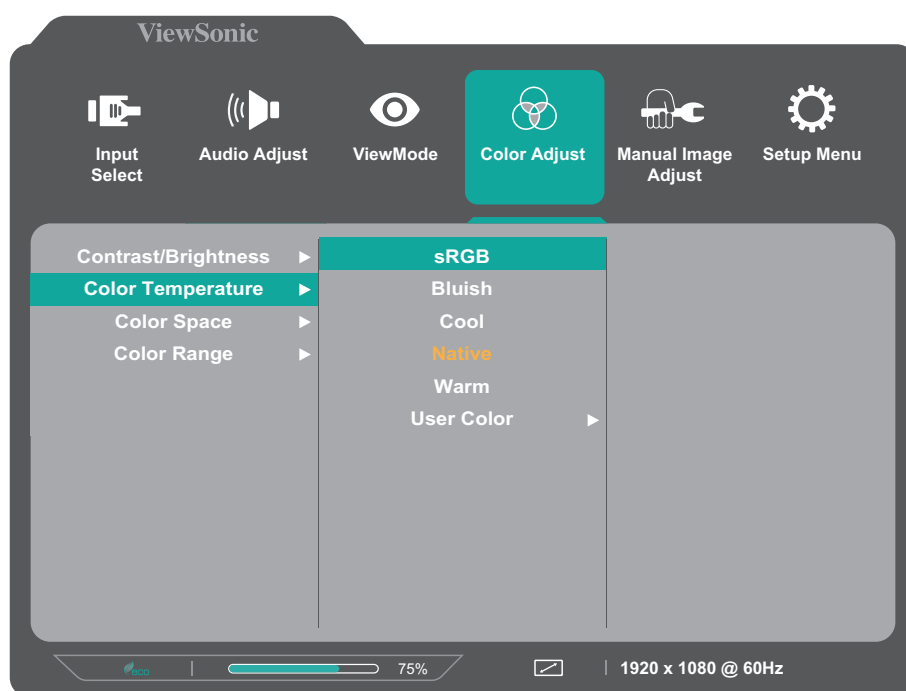 ViewSonic
Input
Select
Audio Adjust
ViewMode
Color Adjust
Manual Image
Adjust
Setup Menu
Contrast/Brightness
Color Temperature
Color Space
Color Range
sRGB
Bluish
Cool
Native
Warm
User Color
eco
75%
1920 x 1080 @ 60Hz